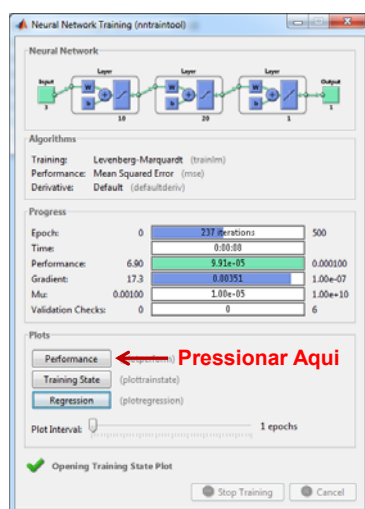 Neural Network Training (nntraintool)
Neural Network
Input Layer Layer Layer Output
W + b W + b W + b
3 10 20 1 1
Algorithms
Training: Levenberg-Marquardt (trainlm)
Performance: Mean Squared Error (mse)
Derivative: Default (defaultderiv)
Progress
Epoch: 0 237 iterations 500
Time: 0:00:08
Performance: 6.90 9.91e-05 0.000100
Gradient: 17.3 0.00351 1.00e-07
Mu: 0.00100 1.00e-05 1.00e+10
Validation Checks: 0 0 6
Plots
Performance Pressionar Aqui
Training State (plottrainstate)
Regression (plotregression)
Plot Interval: 1 epochs
Opening Training State Plot
Stop Training Cancel